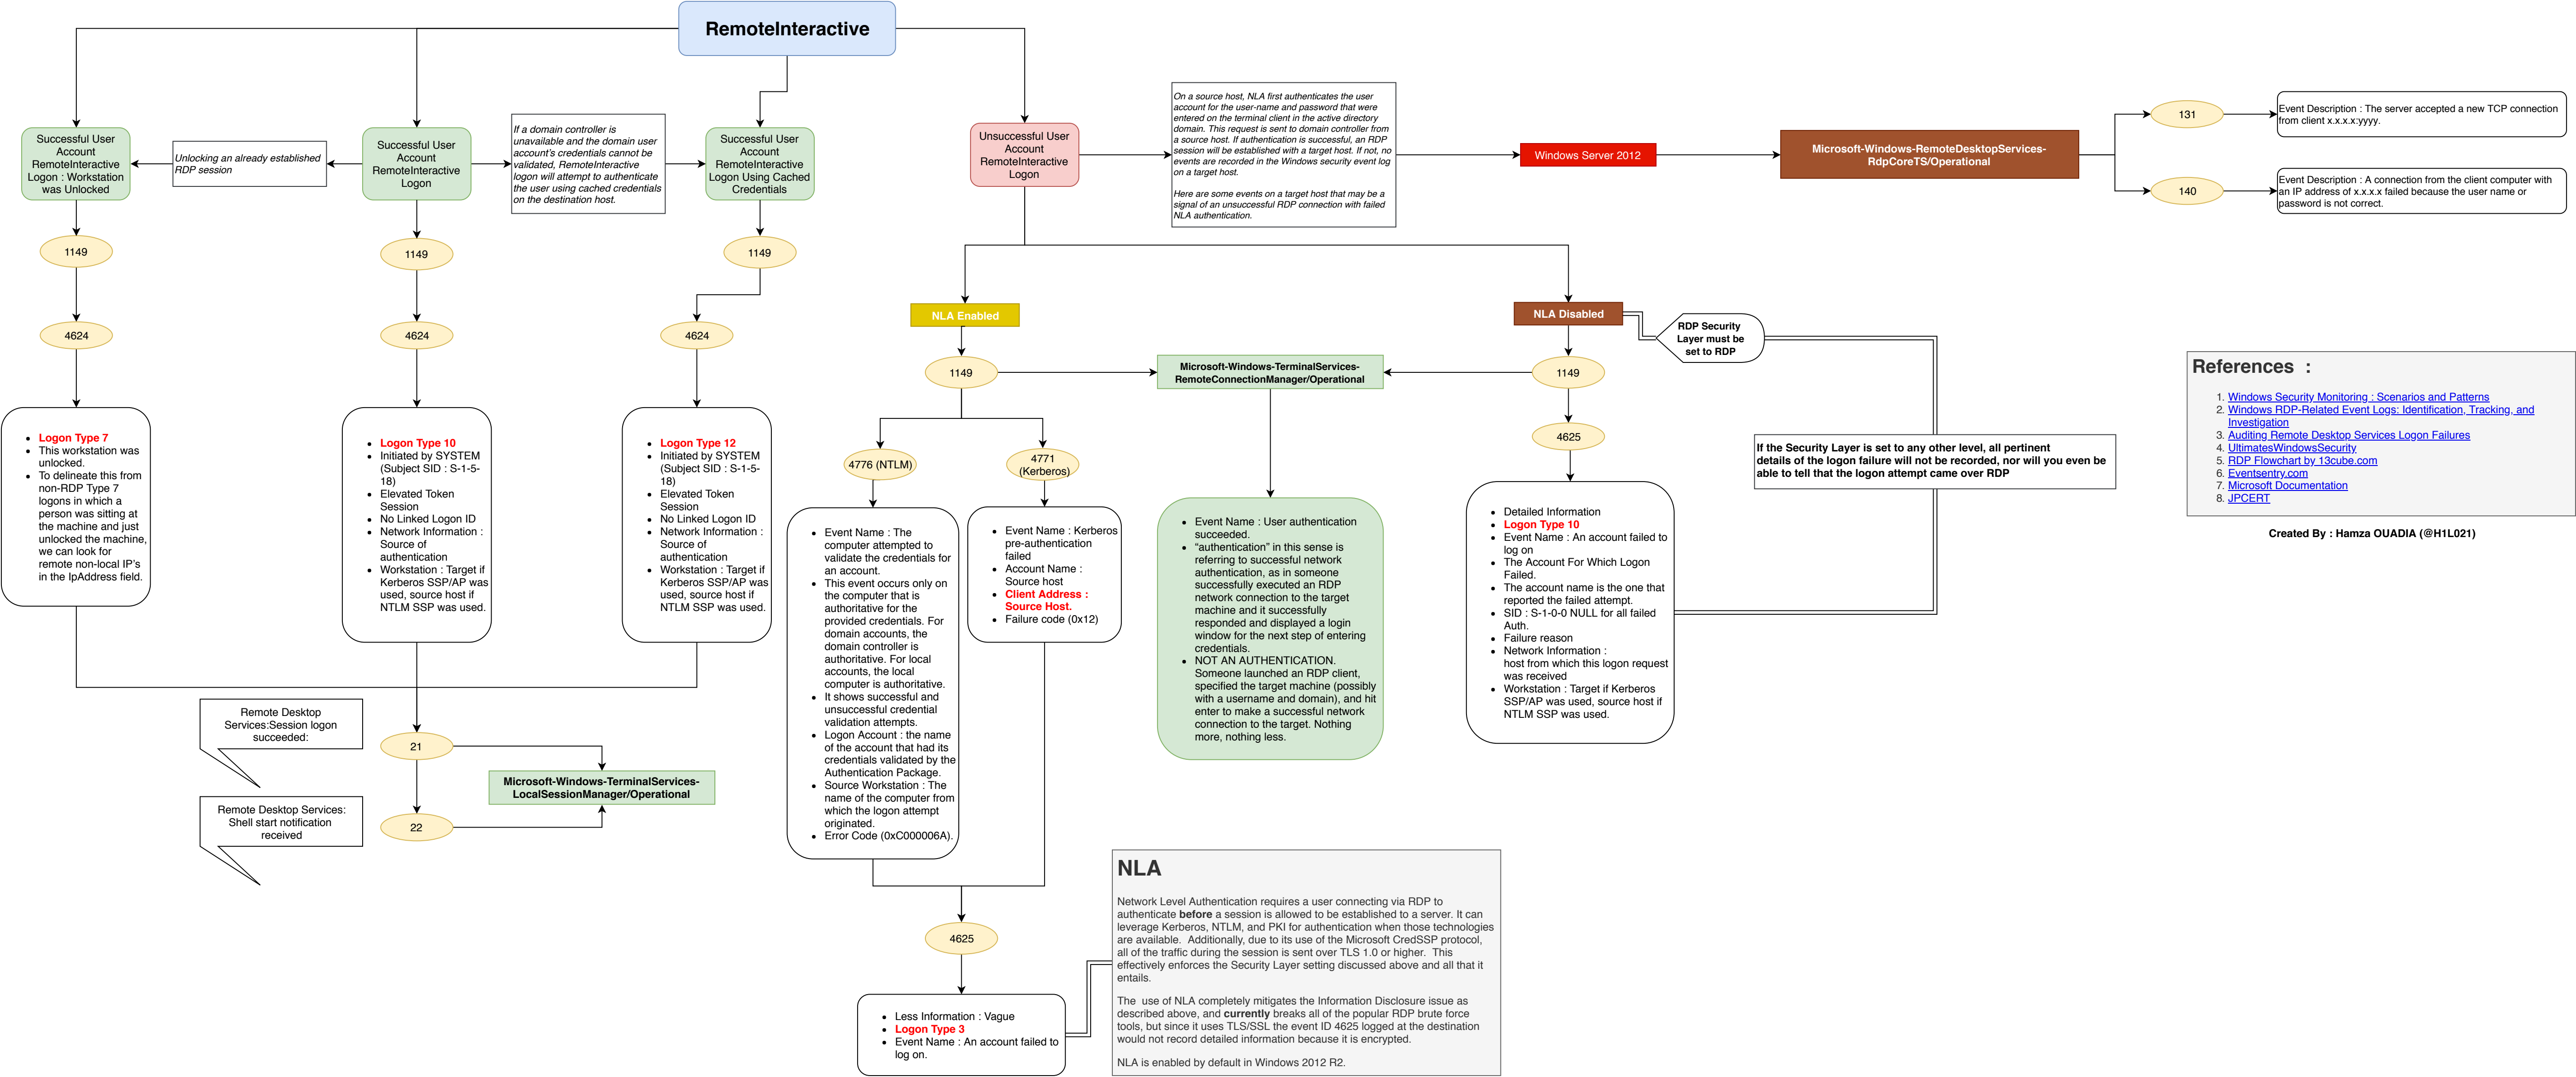 RemoteInteractive
Successful User
Account
RemoteInteractive
Logon : Workstation
was Unlocked
Unlocking an already established
RDP session
Successful User
Account
RemoteInteractive
Logon
If a domain controller is
unavailable and the domain user
account's credentials cannot be
validated, RemoteInteractive
logon will attempt to authenticate
the user using cached credentials
on the destination host.
Successful User
Account
RemoteInteractive
Logon Using Cached
Credentials
Unsuccessful User
Account
RemoteInteractive
Logon
On a source host, NLA first authenticates the user
account for the user-name and password that were
entered on the terminal client in the active directory
domain. This request is sent to domain controller from
a source host. If authentication is successful, an RDP
session will be established with a target host. If not, no
events are recorded in the Windows security event log
on a target host.
Here are some events on a target host that may be a
signal of an unsuccessful RDP connection with failed
NLA authentication.
Windows Server 2012
Microsoft-Windows-RemoteDesktopServices-
RdpCoreTS/Operational
131
Event Description : The server accepted a new TCP connection
from client x.x.x.x:yyyy.
140
Event Description : A connection from the client computer with
an IP address of x.x.x.x failed because the user name or
password is not correct.
1149
1149
1149
4624
4624
4624
• Logon Type 7
• This workstation was
unlocked.
• To delineate this from
non-RDP Type 7
logons in which a
person was sitting at
the machine and just
unlocked the machine,
we can look for
remote non-local IP's
in the IpAddress field.
• Logon Type 10
• Initiated by SYSTEM
(Subject SID : S-1-5-
18)
• Elevated Token
Session
• No Linked Logon ID
• Network Information :
Source of
authentication
• Workstation : Target if
Kerberos SSP/AP was
used, source host if
NTLM SSP was used.
• Logon Type 12
• Initiated by SYSTEM
(Subject SID : S-1-5-
18)
• Elevated Token
Session
• No Linked Logon ID
• Network Information :
Source of
authentication
• Workstation : Target if
Kerberos SSP/AP was
used, source host if
NTLM SSP was used.
Remote Desktop
Services:Session logon
succeeded:
21
Microsoft-Windows-TerminalServices-
LocalSessionManager/Operational
Remote Desktop Services:
Shell start notification
received
22
NLA Enabled
1149
Microsoft-Windows-TerminalServices-
RemoteConnectionManager/Operational
NLA Disabled
RDP Security
Layer must be
set to RDP
1149
4625
4776 (NTLM)
4771
(Kerberos)
• Event Name : The
computer attempted to
validate the credentials for
an account.
• This event occurs only on
the computer that is
authoritative for the
provided credentials. For
domain accounts, the
domain controller is
authoritative. For local
accounts, the local
computer is authoritative.
• It shows successful and
unsuccessful credential
validation attempts.
• Logon Account : the name
of the account that had its
credentials validated by the
Authentication Package.
• Source Workstation : The
name of the computer from
which the logon attempt
originated.
• Error Code (0xC000006A).
• Event Name : Kerberos
pre-authentication
failed
• Account Name :
Source host
• Client Address :
Source Host.
• Failure code (0x12)
• Event Name : User authentication
succeeded.
• “authentication” in this sense is
referring to successful network
authentication, as in someone
successfully executed an RDP
network connection to the target
machine and it successfully
responded and displayed a login
window for the next step of entering
credentials.
• NOT AN AUTHENTICATION.
Someone launched an RDP client,
specified the target machine (possibly
with a username and domain), and hit
enter to make a successful network
connection to the target. Nothing
more, nothing less.
• Detailed Information
• Logon Type 10
• Event Name : An account failed to
log on
• The Account For Which Logon
Failed.
• The account name is the one that
reported the failed attempt.
• SID : S-1-0-0 NULL for all failed
Auth.
• Failure reason
• Network Information :
host from which this logon request
was received
• Workstation : Target if Kerberos
SSP/AP was used, source host if
NTLM SSP was used.
If the Security Layer is set to any other level, all pertinent
details of the logon failure will not be recorded, nor will you even be
able to tell that the logon attempt came over RDP
References :
1. Windows Security Monitoring : Scenarios and Patterns
2. Windows RDP-Related Event Logs: Identification, Tracking, and
Investigation
3. Auditing Remote Desktop Services Logon Failures
4. UltimatesWindowsSecurity
5. RDP Flowchart by 13cube.com
6. Eventsentry.com
7. Microsoft Documentation
8. JPCERT
Created By : Hamza OUADIA (@H1L021)
4625
• Less Information : Vague
• Logon Type 3
• Event Name : An account failed to
log on.
NLA
Network Level Authentication requires a user connecting via RDP to
authenticate before a session is allowed to be established to a server. It can
leverage Kerberos, NTLM, and PKI for authentication when those technologies
are available. Additionally, due to its use of the Microsoft CredSSP protocol,
all of the traffic during the session is sent over TLS 1.0 or higher. This
effectively enforces the Security Layer setting discussed above and all that it
entails.
The use of NLA completely mitigates the Information Disclosure issue as
described above, and currently breaks all of the popular RDP brute force
tools, but since it uses TLS/SSL the event ID 4625 logged at the destination
would not record detailed information because it is encrypted.
NLA is enabled by default in Windows 2012 R2.